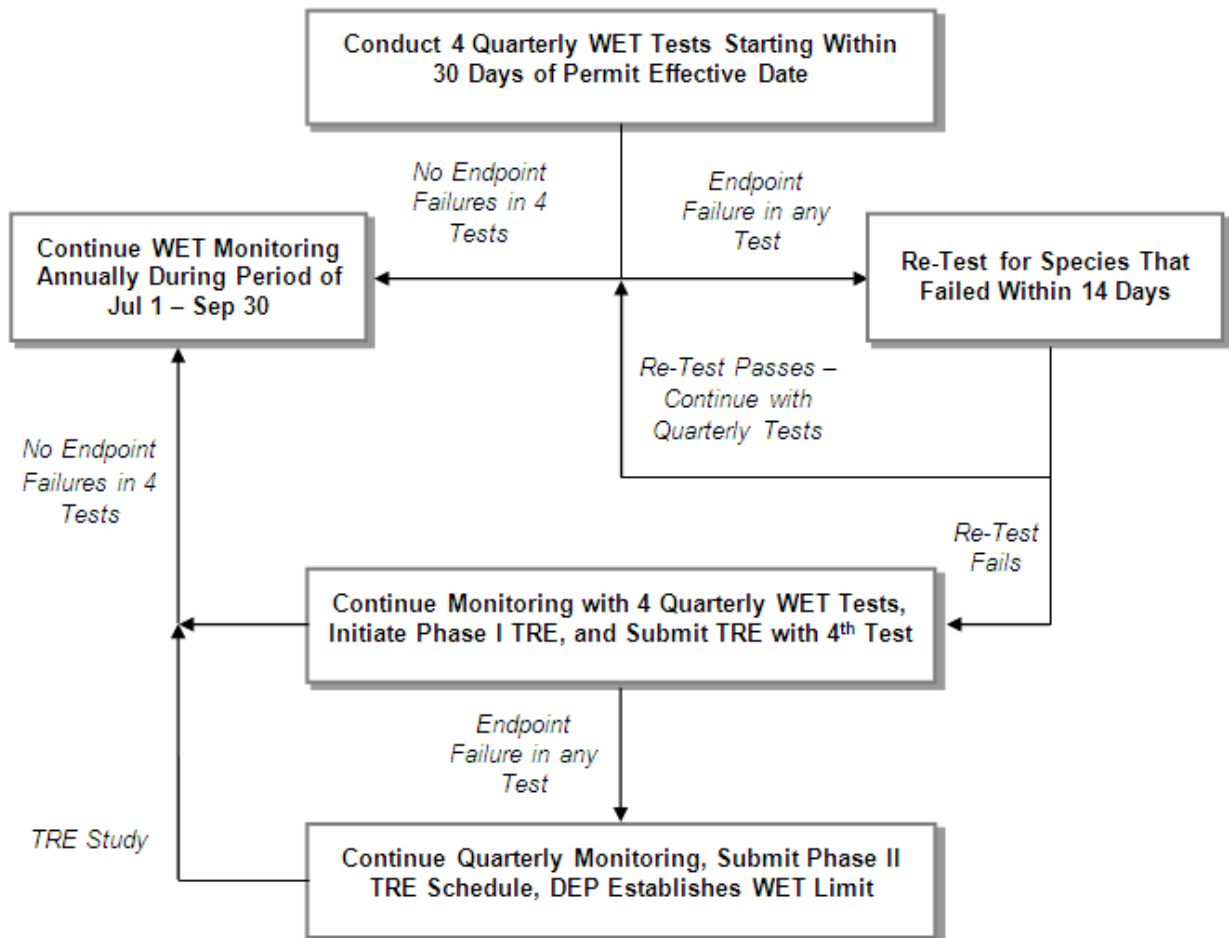 Conduct 4 Quarterly WET Tests Starting Within
30 Days of Permit Effective Date
No Endpoint
Failures in 4
Tests
Endpoint
Failure in any
Test
Continue WET Monitoring
Annually During Period of
Jul 1 – Sep 30
Re-Test for Species That
Failed Within 14 Days
Re-Test Passes –
Continue with
Quarterly Tests
No Endpoint
Failures in 4
Tests
Re-Test
Fails
Continue Monitoring with 4 Quarterly WET Tests,
Initiate Phase I TRE, and Submit TRE with 4th Test
Endpoint
Failure in any
Test
TRE Study
Continue Quarterly Monitoring, Submit Phase II
TRE Schedule, DEP Establishes WET Limit